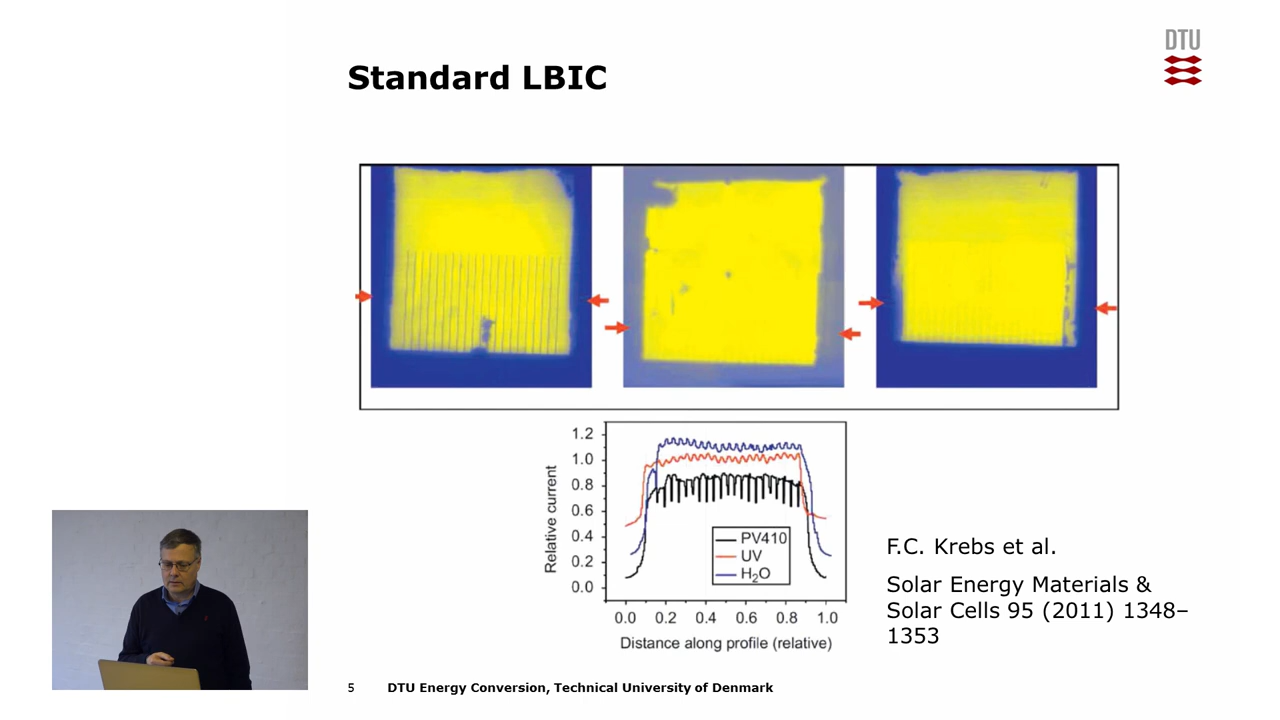 DTU
Standard LBIC
1.2
1.0
0.8
0.6
0.4
0.2
0.0
Relative current
PV410
UV
H₂O
0.0 0.2 0.4 0.6 0.8 1.0
Distance along profile (relative)
F.C. Krebs et al.
Solar Energy Materials &
Solar Cells 95 (2011) 1348–
1353
5 DTU Energy Conversion, Technical University of Denmark